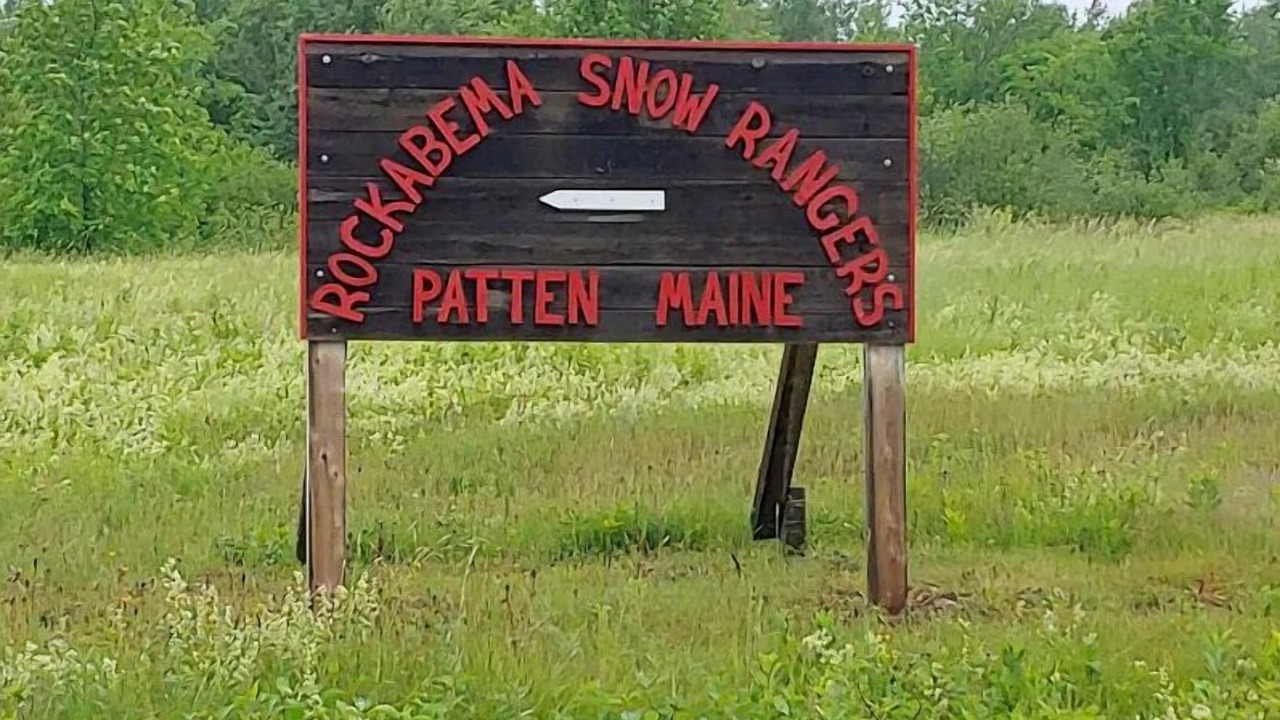 ROCKABEMA SNOW RANGERS
PATTEN MAINE